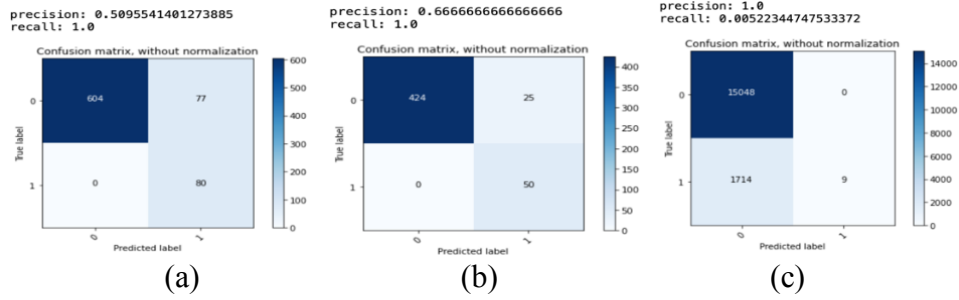 precision: 0.5095541401273885
recall: 1.0
Confusion matrix, without normalization
0
1
True label
604
77
0
80
0
1
Predicted label
600
500
400
300
200
100
0
(a)
precision: 0.6666666666666666
recall: 1.0
Confusion matrix, without normalization
0
1
True label
424
25
0
50
0
1
Predicted label
400
350
300
250
200
150
100
50
0
(b)
precision: 1.0
recall: 0.00522344747533372
Confusion matrix, without normalization
0
1
True label
15048
0
1714
9
0
1
Predicted label
14000
12000
10000
8000
6000
4000
2000
0
(c)